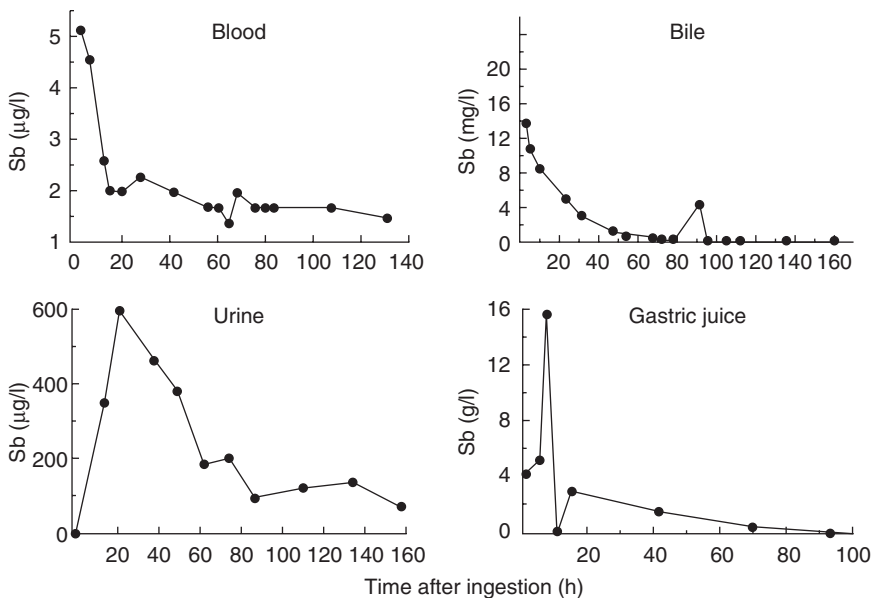 Blood
Sb (μg/l)
5
4
3
2
1
0 20 40 60 80 100 120 140
Bile
Sb (mg/l)
24
20
16
12
8
4
0
20 40 60 80 100 120 140 160
Urine
Sb (μg/l)
600
400
200
0
20 40 60 80 100 120 140 160
Gastric juice
Sb (g/l)
16
12
8
4
0
20 40 60 80 100
Time after ingestion (h)